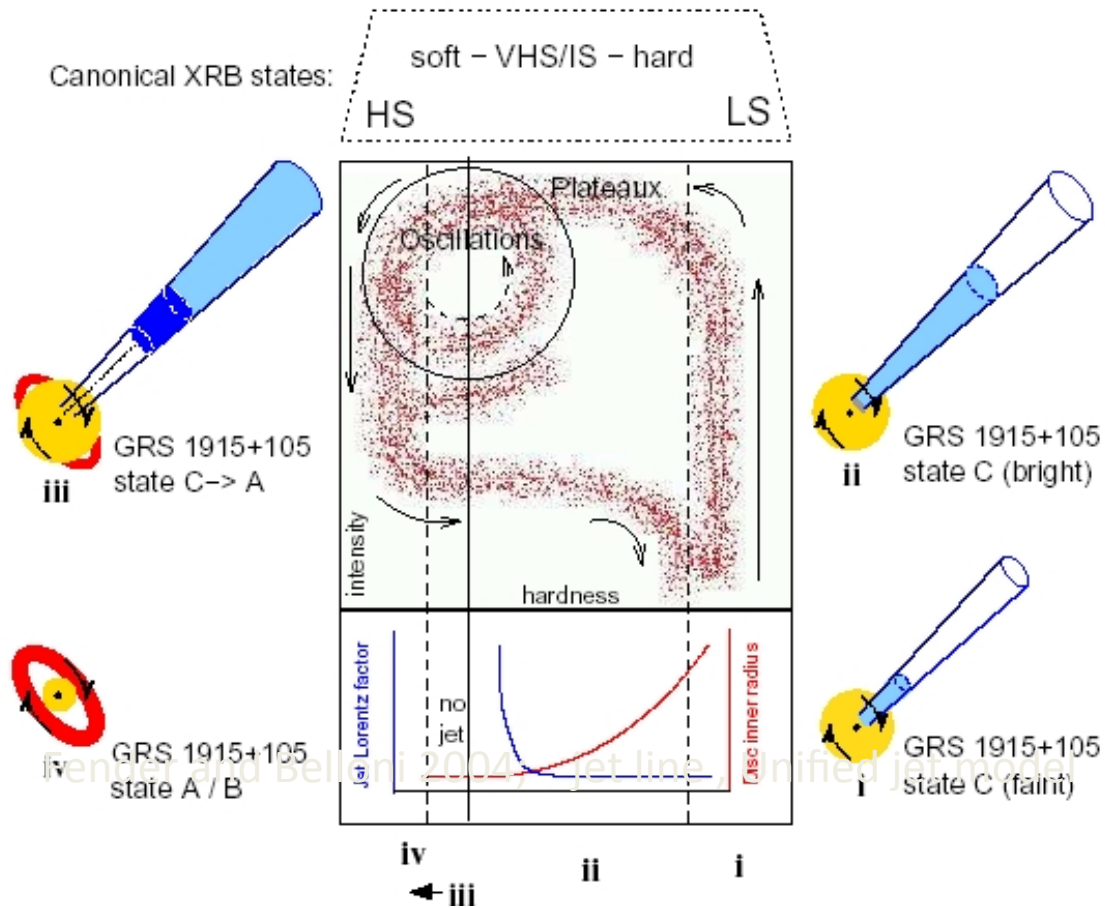 soft – VHS/IS – hard
Canonical XRB states:
HS
LS
Plateaux
Oscillations
GRS 1915+105
state C–> A
iii
GRS 1915+105
state C (bright)
ii
intensity
hardness
Jet Lorentz factor
no
jet
Disc inner radius
GRS 1915+105
state A / B
iv
GRS 1915+105
state C (faint)
i
Fender and Belloni 2004, jet line, Unified jet model
iv
iii
ii
i